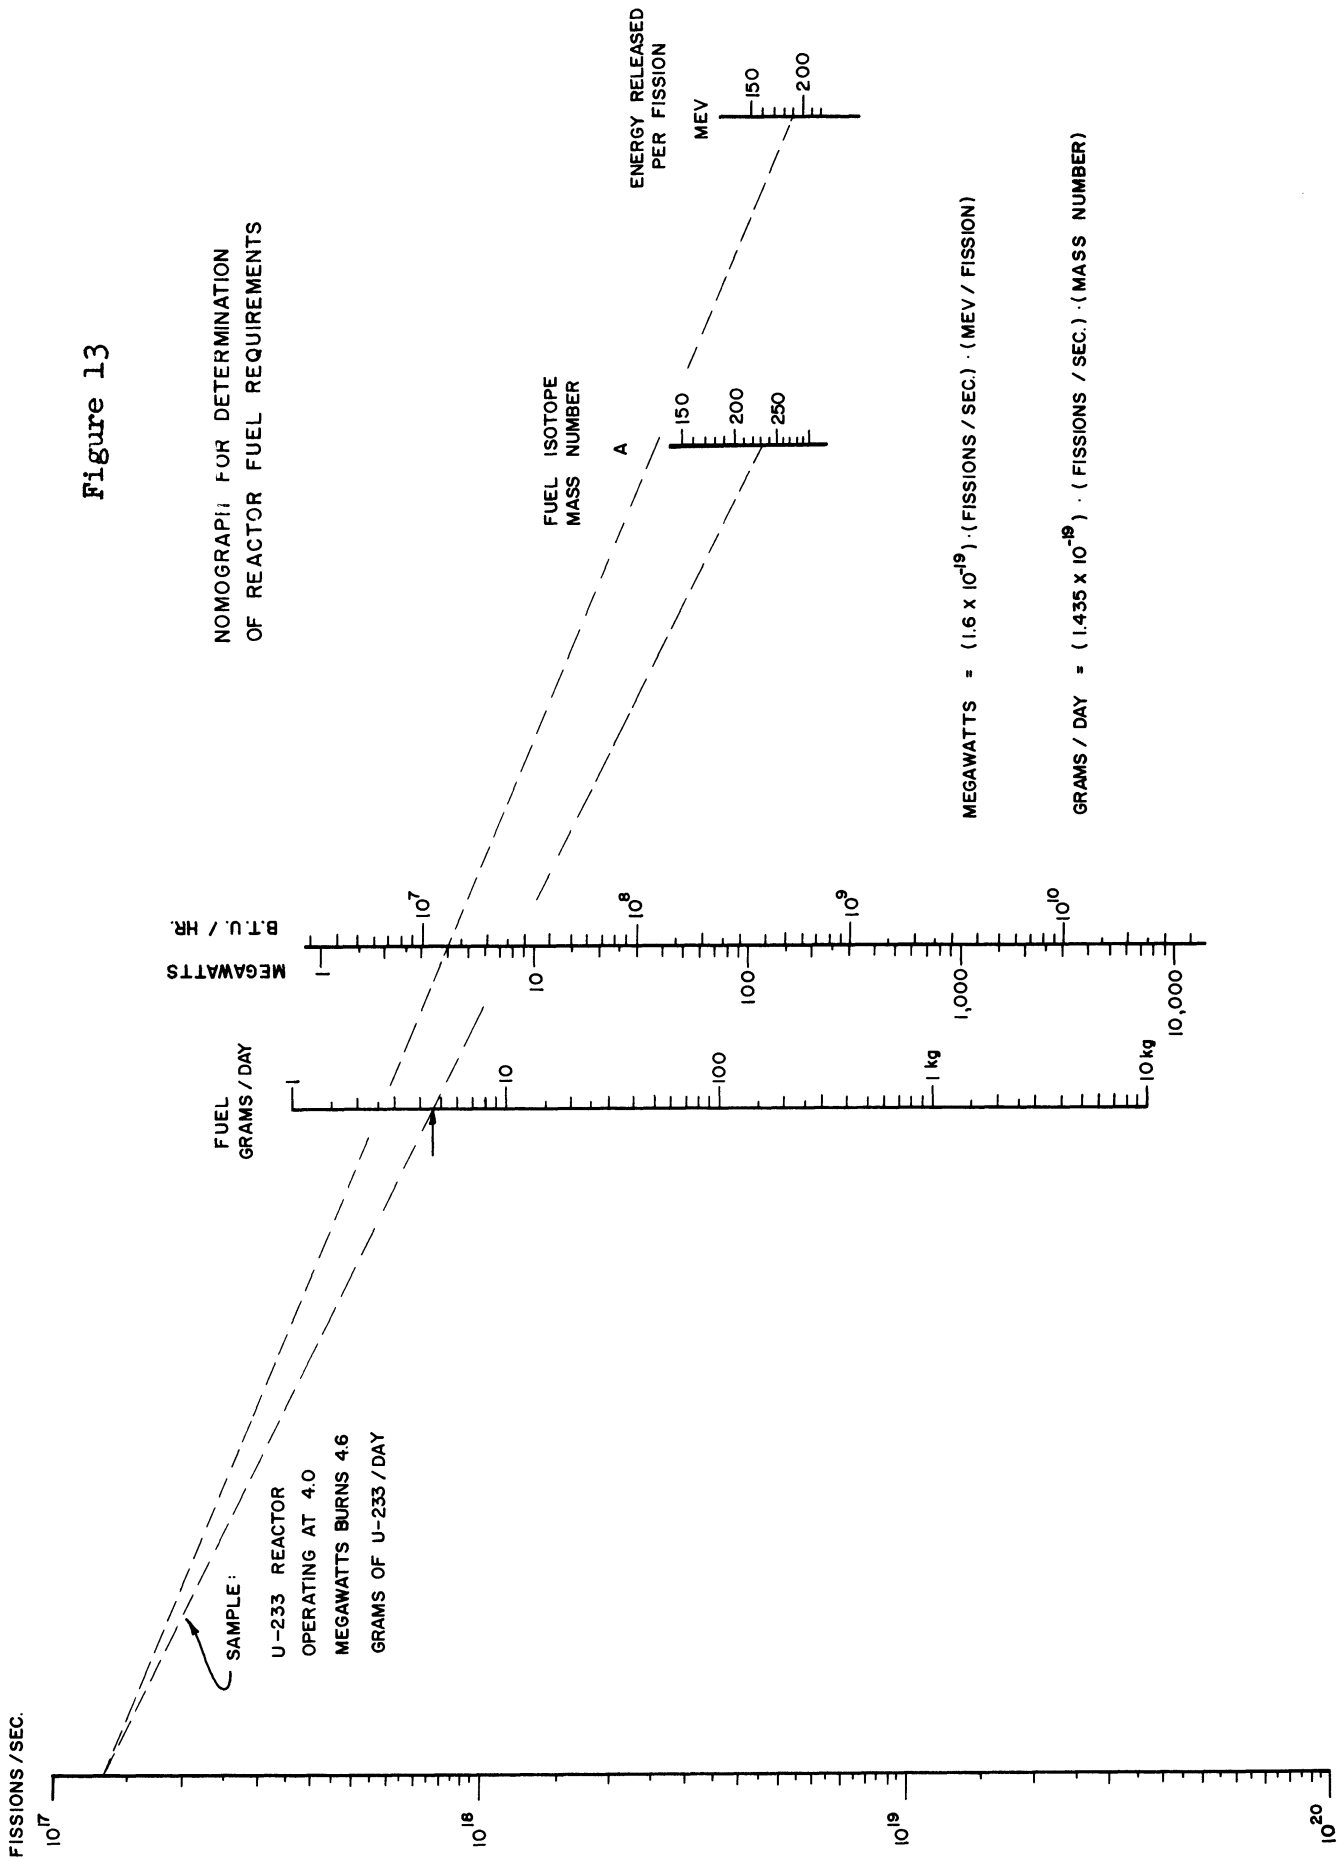 Figure 13
NOMOGRAPH FOR DETERMINATION
OF REACTOR FUEL REQUIREMENTS
FISSIONS/SEC.
10^17
10^18
10^19
10^20
SAMPLE:
U-233 REACTOR
OPERATING AT 4.0
MEGAWATTS BURNS 4.6
GRAMS OF U-233/DAY
FUEL
GRAMS/DAY
1
10
100
1 kg
10 kg
MEGAWATTS
1
10
100
1,000
10,000
B.T.U. / HR.
10^7
10^8
10^9
10^10
FUEL ISOTOPE
MASS NUMBER
A
150
200
250
ENERGY RELEASED
PER FISSION
MEV
150
200
MEGAWATTS = (1.6 X 10^-19)·(FISSIONS/SEC.)·(MEV/FISSION)
GRAMS / DAY = (1.435 X 10^-19)·(FISSIONS/SEC.)·(MASS NUMBER)